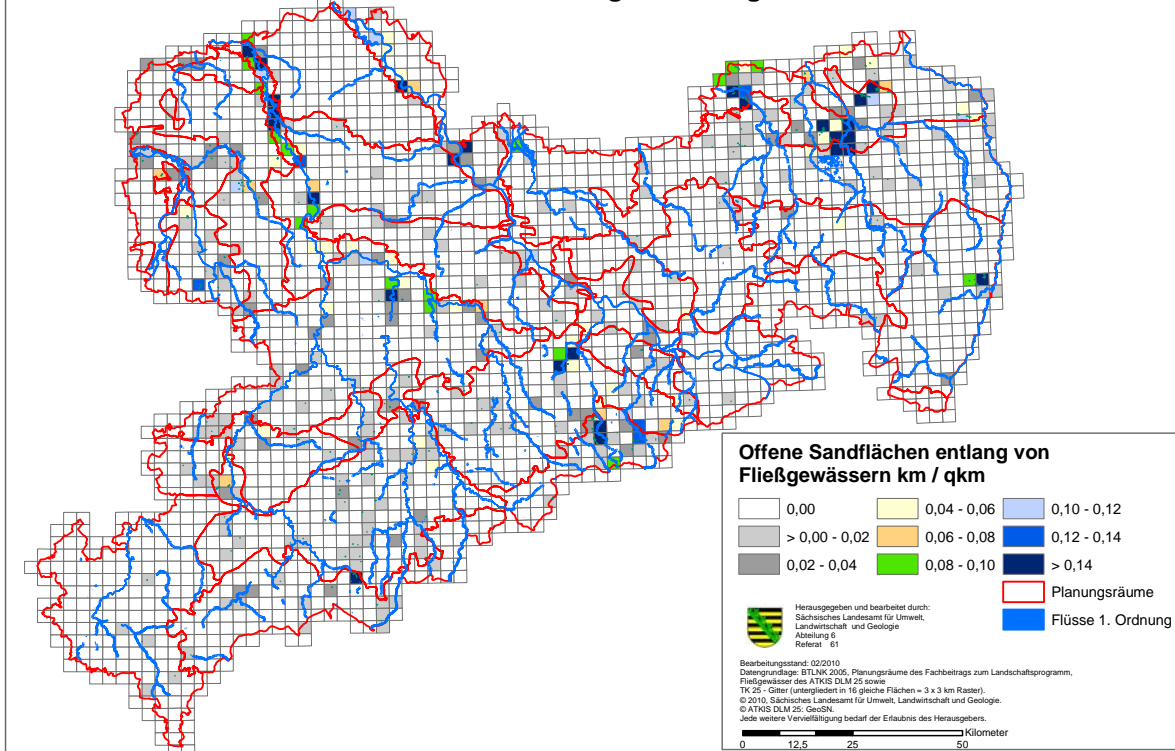 Offene Sandflächen entlang von
Fließgewässern km / qkm
0,00
> 0,00 - 0,02
0,02 - 0,04
0,04 - 0,06
0,06 - 0,08
0,08 - 0,10
0,10 - 0,12
0,12 - 0,14
> 0,14
Planungsräume
Flüsse 1. Ordnung
Herausgegeben und bearbeitet durch:
Sächsisches Landesamt für Umwelt,
Landwirtschaft und Geologie
Abteilung 6
Referat 61
Bearbeitungsstand: 02/2010
Datengrundlage: BTLNK 2005, Planungsräume des Fachbeitrags zum Landschaftsprogramm,
Fließgewässer des ATKIS DLM 25 sowie
TK 25 - Gitter (untergliedert in 16 gleiche Flächen = 3 x 3 km Raster).
© 2010, Sächsisches Landesamt für Umwelt, Landwirtschaft und Geologie.
© ATKIS DLM 25: GeoSN.
Jede weitere Vervielfältigung bedarf der Erlaubnis des Herausgebers.
Kilometer
0 12,5 25 50